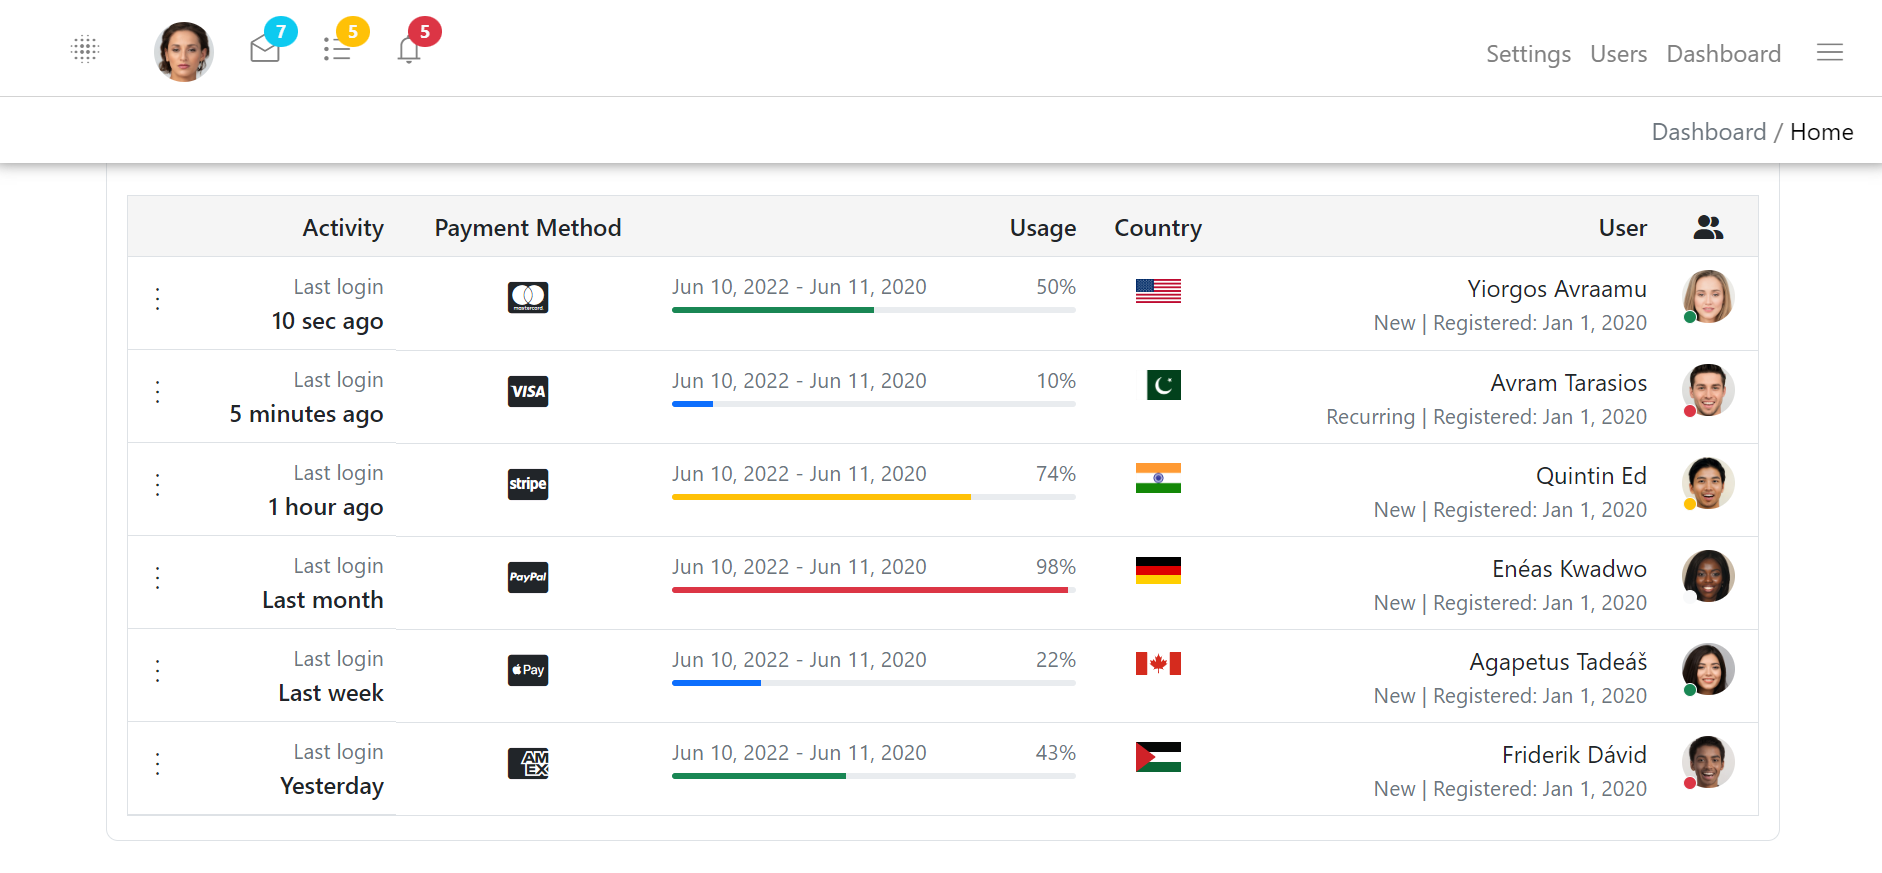 7 5 5
Settings Users Dashboard
Dashboard / Home
Activity Payment Method Usage Country User
Last login Jun 10, 2022 - Jun 11, 2020 50% Yiorgos Avraamu
10 sec ago mastercard New | Registered: Jan 1, 2020
Last login Jun 10, 2022 - Jun 11, 2020 10% Avram Tarasios
5 minutes ago VISA Recurring | Registered: Jan 1, 2020
Last login Jun 10, 2022 - Jun 11, 2020 74% Quintin Ed
1 hour ago stripe New | Registered: Jan 1, 2020
Last login Jun 10, 2022 - Jun 11, 2020 98% Enéas Kwadwo
Last month PayPal New | Registered: Jan 1, 2020
Last login Jun 10, 2022 - Jun 11, 2020 22% Agapetus Tadeáš
Last week Pay New | Registered: Jan 1, 2020
Last login Jun 10, 2022 - Jun 11, 2020 43% Friderik Dávid
Yesterday AMEX New | Registered: Jan 1, 2020